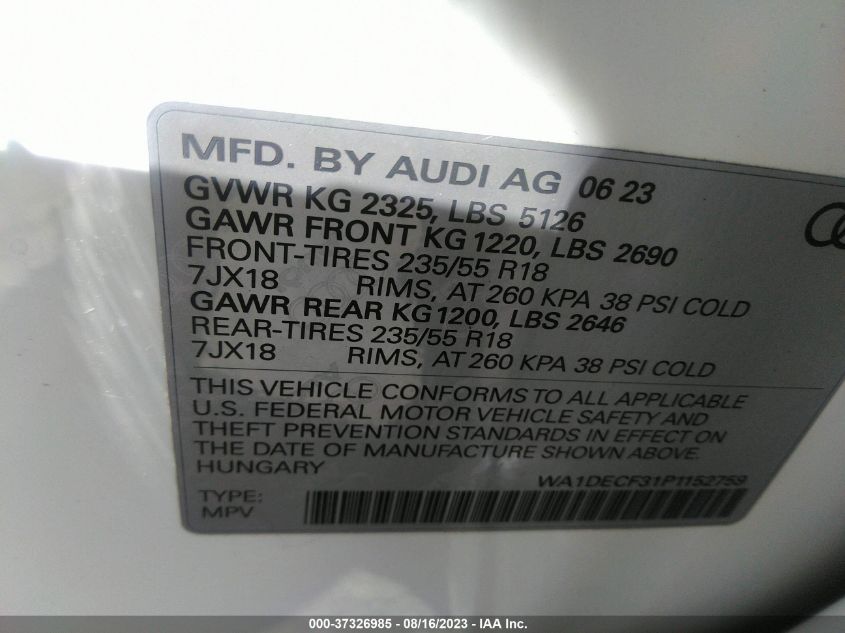 MFD. BY AUDI AG 06 23
GVWR KG 2325, LBS 5126
GAWR FRONT KG 1220, LBS 2690
FRONT-TIRES 235/55 R18
7JX18 RIMS, AT 260 KPA 38 PSI COLD
GAWR REAR KG 1200, LBS 2646
REAR-TIRES 235/55 R18
7JX18 RIMS, AT 260 KPA 38 PSI COLD
THIS VEHICLE CONFORMS TO ALL APPLICABLE
U.S. FEDERAL MOTOR VEHICLE SAFETY AND
THEFT PREVENTION STANDARDS IN EFFECT ON
THE DATE OF MANUFACTURE SHOWN ABOVE.
HUNGARY
WA1DECF31P1152759
TYPE:
MPV
000-37326985 - 08/16/2023 - IAA Inc.